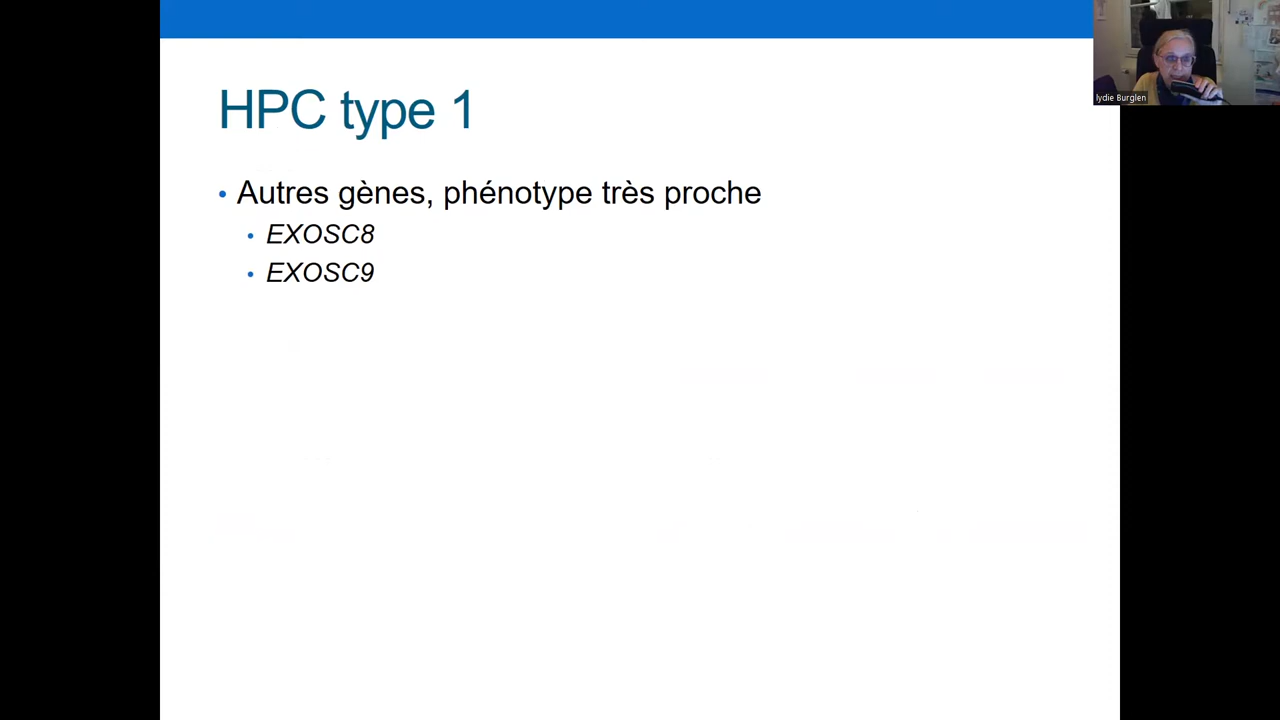 HPC type 1
• Autres gènes, phénotype très proche
• EXOSC8
• EXOSC9
lydie Burglen